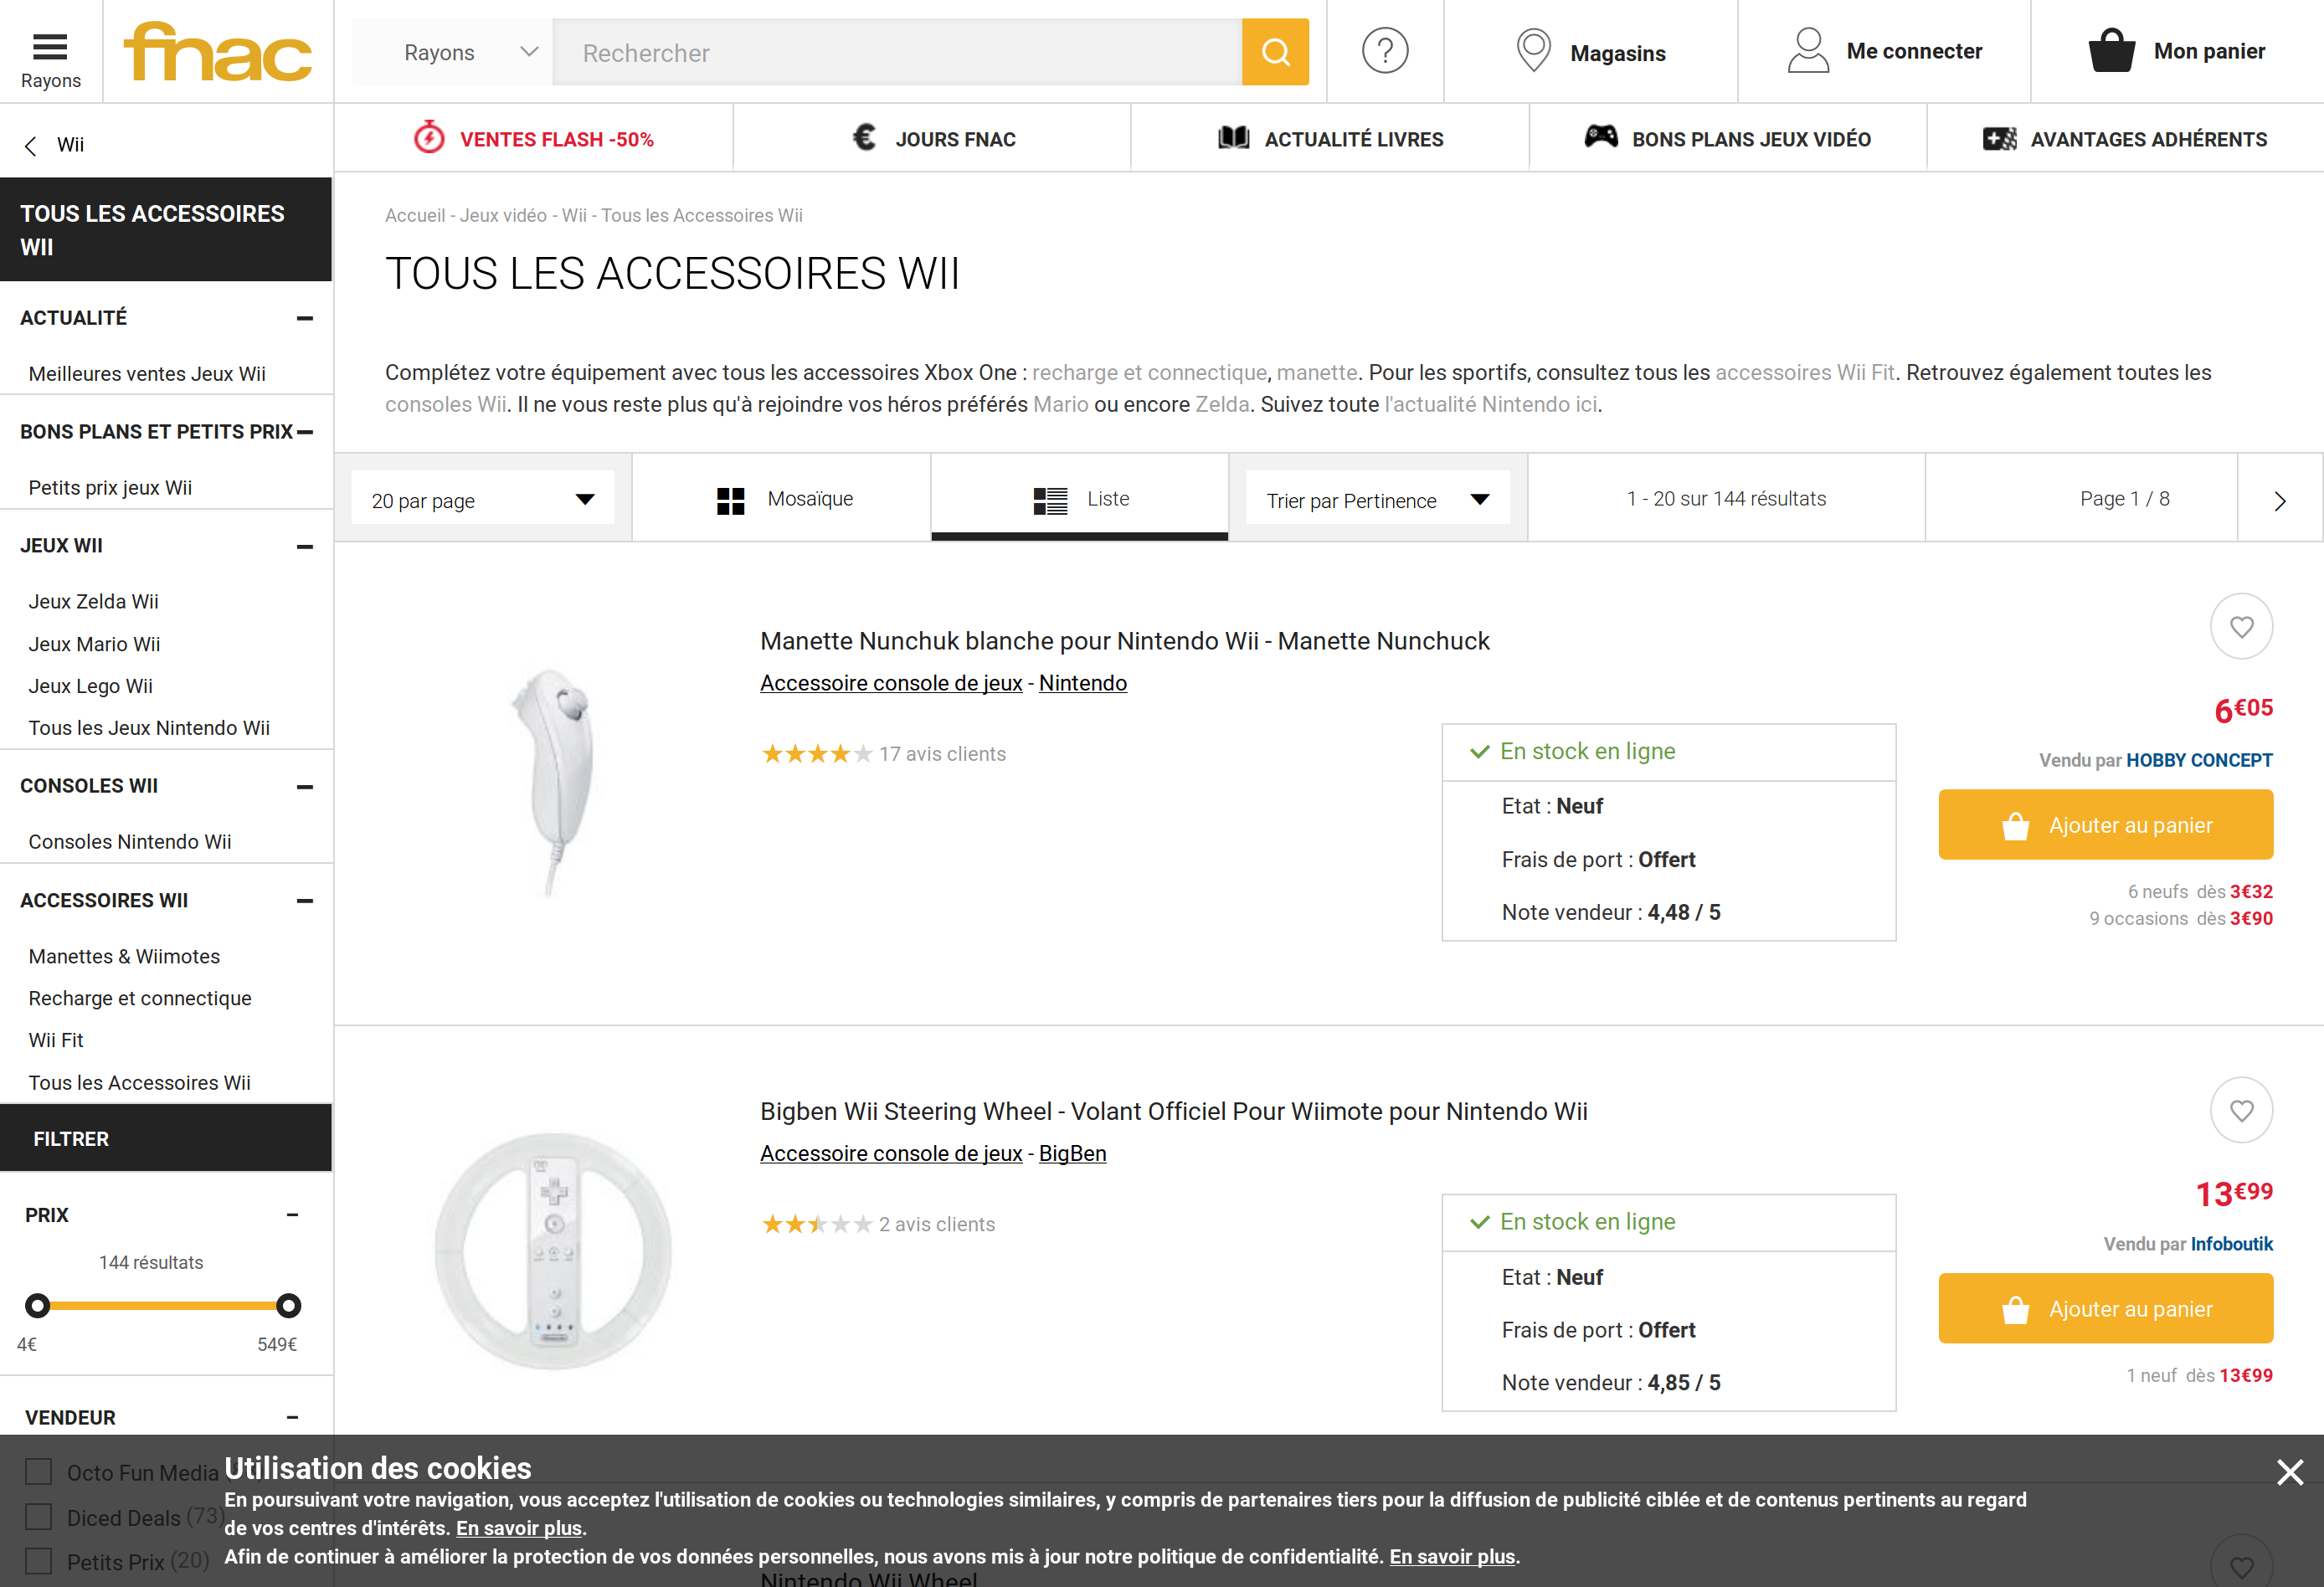 Rayons
fnac
Rayons
Rechercher
?
Magasins
Me connecter
Mon panier
Wii
VENTES FLASH -50%
JOURS FNAC
ACTUALITÉ LIVRES
BONS PLANS JEUX VIDÉO
AVANTAGES ADHÉRENTS
TOUS LES ACCESSOIRES
WII
ACTUALITÉ
Meilleures ventes Jeux Wii
BONS PLANS ET PETITS PRIX
Petits prix jeux Wii
JEUX WII
Jeux Zelda Wii
Jeux Mario Wii
Jeux Lego Wii
Tous les Jeux Nintendo Wii
CONSOLES WII
Consoles Nintendo Wii
ACCESSOIRES WII
Manettes & Wiimotes
Recharge et connectique
Wii Fit
Tous les Accessoires Wii
FILTRER
PRIX
144 résultats
4€
549€
VENDEUR
Octo Fun Media
Diced Deals (73)
Petits Prix (20)
Accueil - Jeux vidéo - Wii - Tous les Accessoires Wii
TOUS LES ACCESSOIRES WII
Complétez votre équipement avec tous les accessoires Xbox One : recharge et connectique, manette. Pour les sportifs, consultez tous les accessoires Wii Fit. Retrouvez également toutes les
consoles Wii. Il ne vous reste plus qu'à rejoindre vos héros préférés Mario ou encore Zelda. Suivez toute l'actualité Nintendo ici.
20 par page
Mosaïque
Liste
Trier par Pertinence
1 - 20 sur 144 résultats
Page 1 / 8
Manette Nunchuk blanche pour Nintendo Wii - Manette Nunchuck
Accessoire console de jeux - Nintendo
17 avis clients
En stock en ligne
Etat : Neuf
Frais de port : Offert
Note vendeur : 4,48 / 5
6€05
Vendu par HOBBY CONCEPT
Ajouter au panier
6 neufs dès 3€32
9 occasions dès 3€90
Bigben Wii Steering Wheel - Volant Officiel Pour Wiimote pour Nintendo Wii
Accessoire console de jeux - BigBen
2 avis clients
En stock en ligne
Etat : Neuf
Frais de port : Offert
Note vendeur : 4,85 / 5
13€99
Vendu par Infoboutik
Ajouter au panier
1 neuf dès 13€99
Utilisation des cookies
En poursuivant votre navigation, vous acceptez l'utilisation de cookies ou technologies similaires, y compris de partenaires tiers pour la diffusion de publicité ciblée et de contenus pertinents au regard
de vos centres d'intérêts. En savoir plus.
Afin de continuer à améliorer la protection de vos données personnelles, nous avons mis à jour notre politique de confidentialité. En savoir plus.
Nintendo Wii Wheel